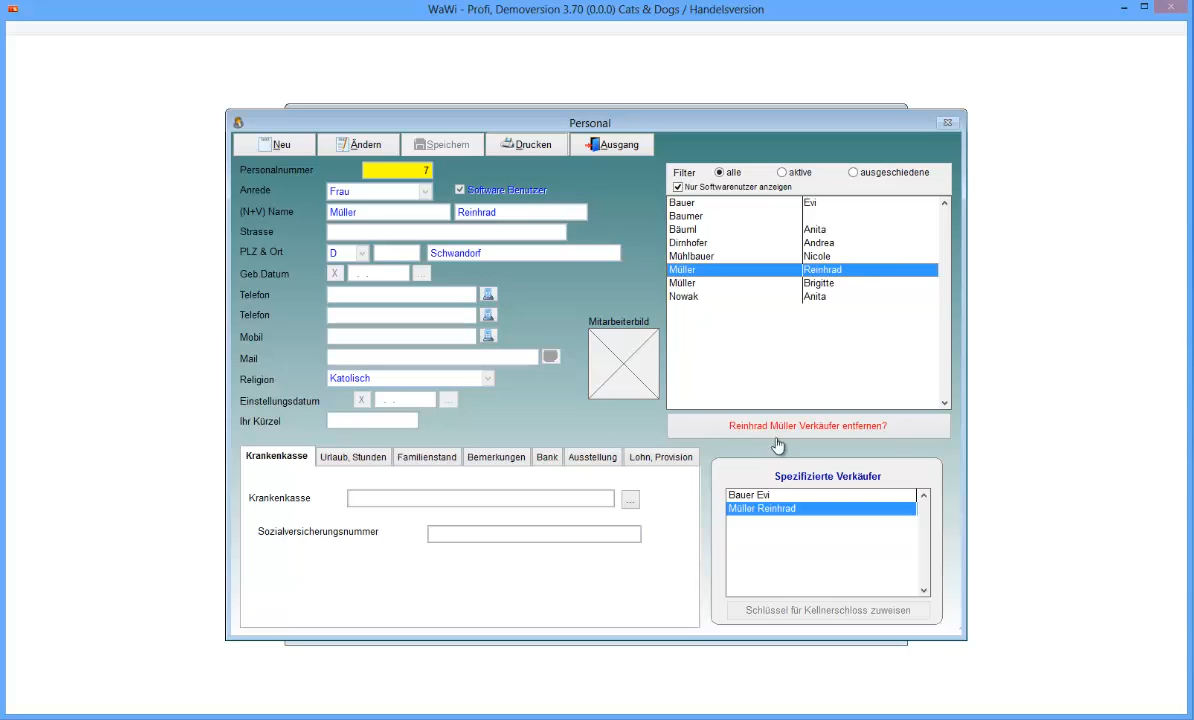 WaWi - Profi, Demoversion 3.70 (0.0.0) Cats & Dogs / Handelsversion
Personal
Neu
Ändern
Speichern
Drucken
Ausgang
Personalnummer 7
Anrede Frau Software Benutzer
(N+V) Name Müller Reinhrad
Strasse
PLZ & Ort D Schwandorf
Geb.Datum X . . ...
Telefon
Telefon
Mobil
Mail
Religion Katolisch
Einstellungsdatum X . . ...
Ihr Kürzel
Mitarbeiterbild
Filter alle aktive ausgeschiedene
Nur Softwarenutzer anzeigen
Bauer Evi
Baumer
Bäuml Anita
Dirnhofer Andrea
Mühlbauer Nicole
Müller Reinhrad
Müller Brigitte
Nowak Anita
Reinhrad Müller Verkäufer entfernen?
Krankenkasse Urlaub, Stunden Familienstand Bemerkungen Bank Ausstellung Lohn, Provision
Krankenkasse ...
Sozialversicherungsnummer
Spezifizierte Verkäufer
Bauer Evi
Müller Reinhrad
Schlüssel für Kellnerschloss zuweisen